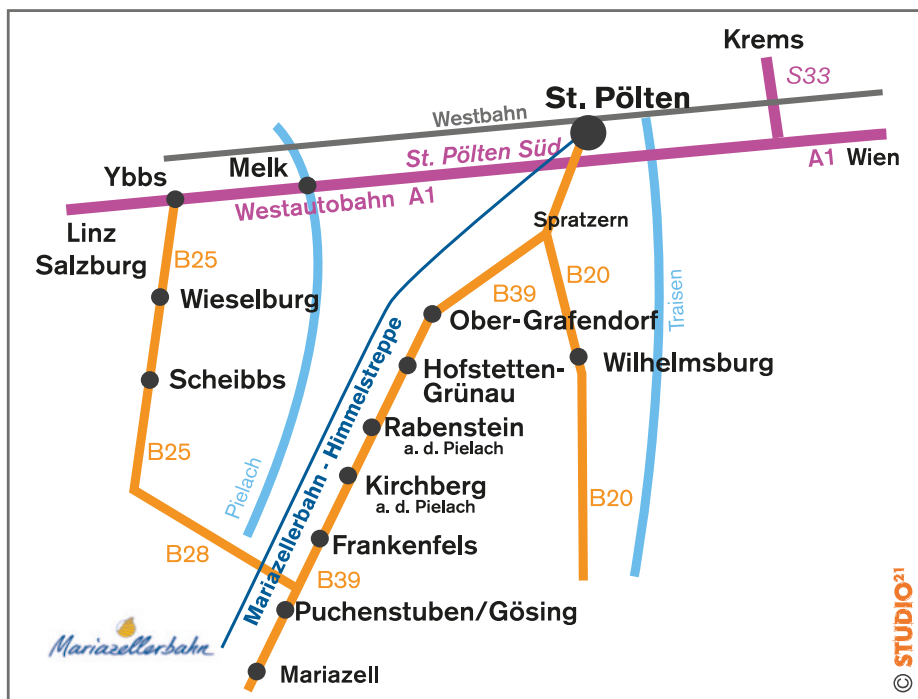 Krems
S33
St. Pölten
Westbahn
St. Pölten Süd
Melk
Ybbs
A1 Wien
Westautobahn A1
Linz
Salzburg
Spratzern
B25
B20
B39
Traisen
Wieselburg
Ober-Grafendorf
Wilhelmsburg
Hofstetten-
Grünau
Scheibbs
Mariazellerbahn - Himmelstreppe
Rabenstein
a. d. Pielach
B25
Pielach
Kirchberg
a. d. Pielach
B20
Frankenfels
B28
B39
Puchenstuben/Gösing
Mariazellerbahn
Mariazell
© STUDIO21